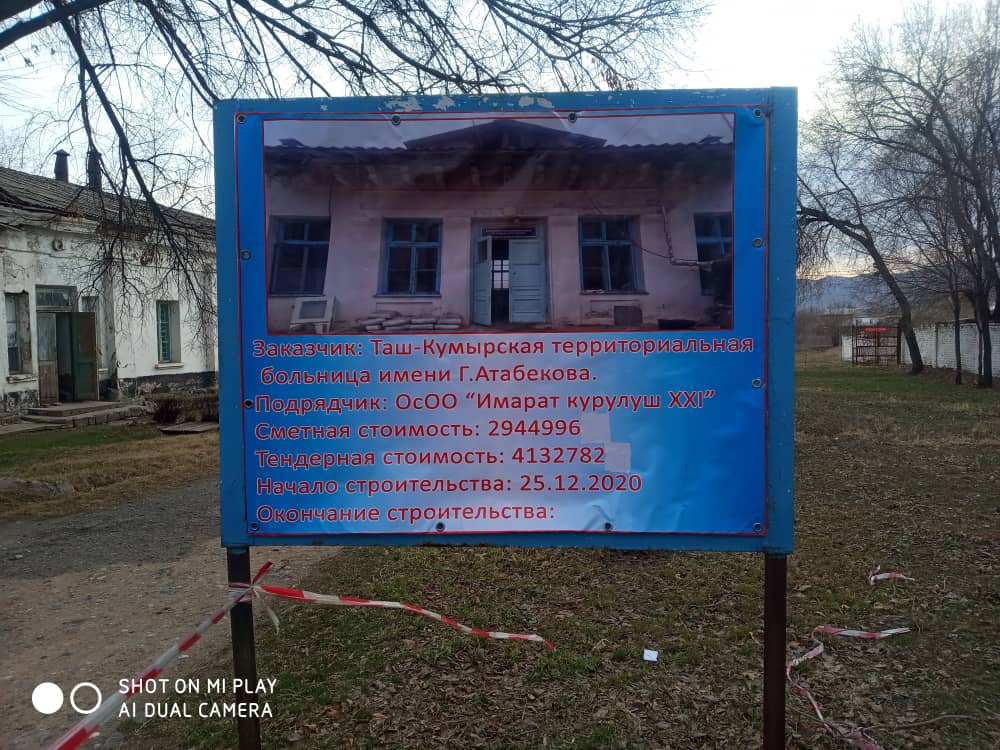 Заказчик: Таш-Кумырская территориальная
больница имени Г.Атабекова.
Подрядчик: ОсОО “Имарат курулуш XXI”
Сметная стоимость: 2944996
Тендерная стоимость: 4132782
Начало строительства: 25.12.2020
Окончание строительства:
SHOT ON MI PLAY
AI DUAL CAMERA